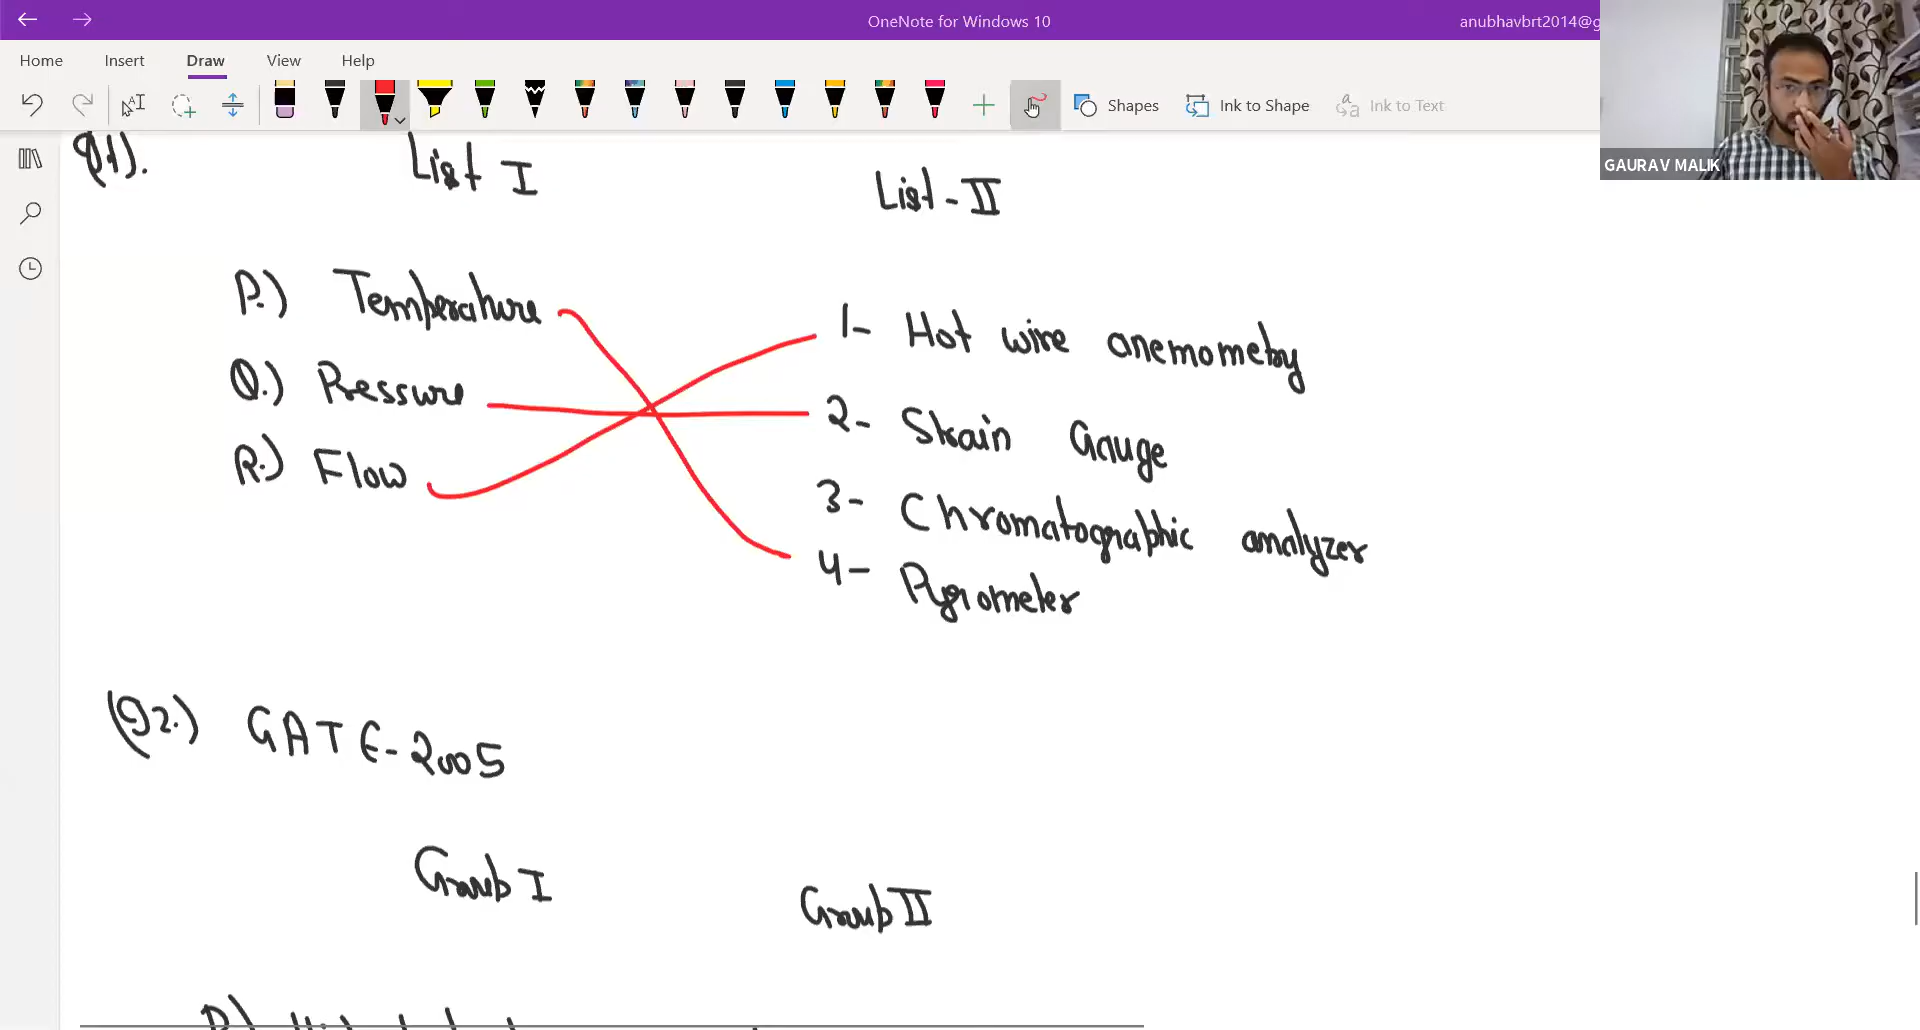 OneNote for Windows 10
anubhavbrt2014@g
Home Insert Draw View Help
Shapes Ink to Shape Ink to Text
GAURAV MALIK
Q1). List I
List - II
P.) Temperature
1- Hot wire anemometry
Q.) Pressure
2- Strain Gauge
R.) Flow
3- Chromatographic analyzer
4- Pyrometer
(Q2.) GATE-2005
Group I
Group II
P)